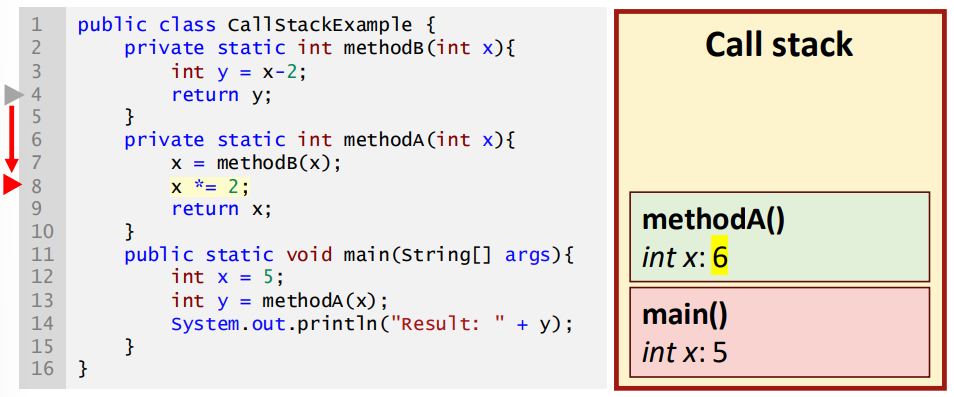 1 public class CallStackExample {
2 private static int methodB(int x){
3 int y = x-2;
4 return y;
5 }
6 private static int methodA(int x){
7 x = methodB(x);
8 x *= 2;
9 return x;
10 }
11 public static void main(String[] args){
12 int x = 5;
13 int y = methodA(x);
14 System.out.println("Result: " + y);
15 }
16 }
Call stack
methodA()
int x: 6
main()
int x: 5